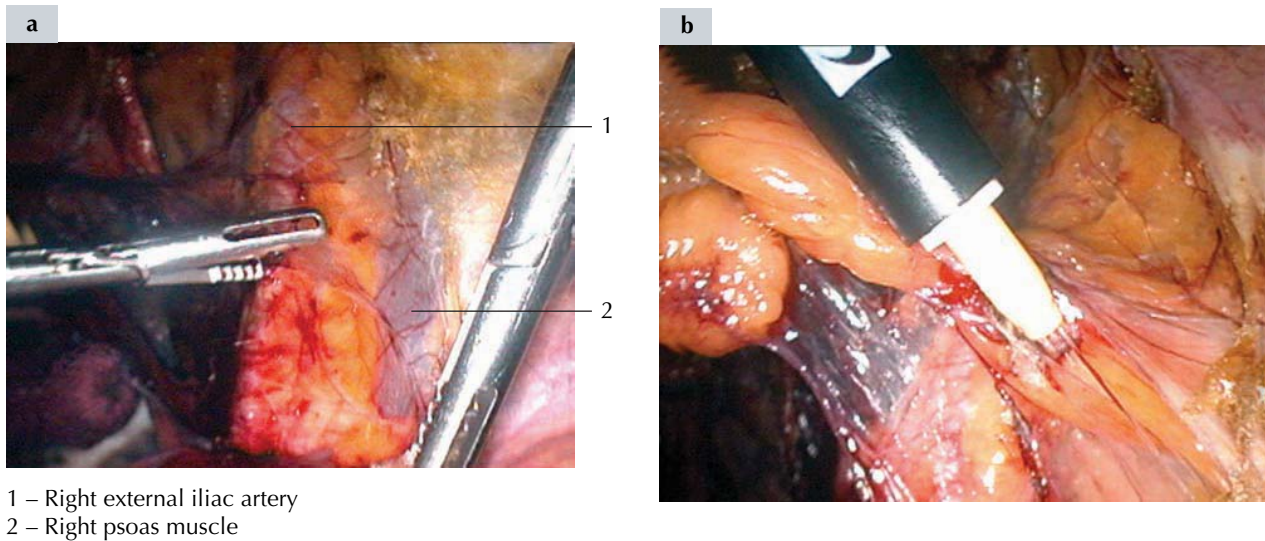 a
b
1
2
1 – Right external iliac artery
2 – Right psoas muscle